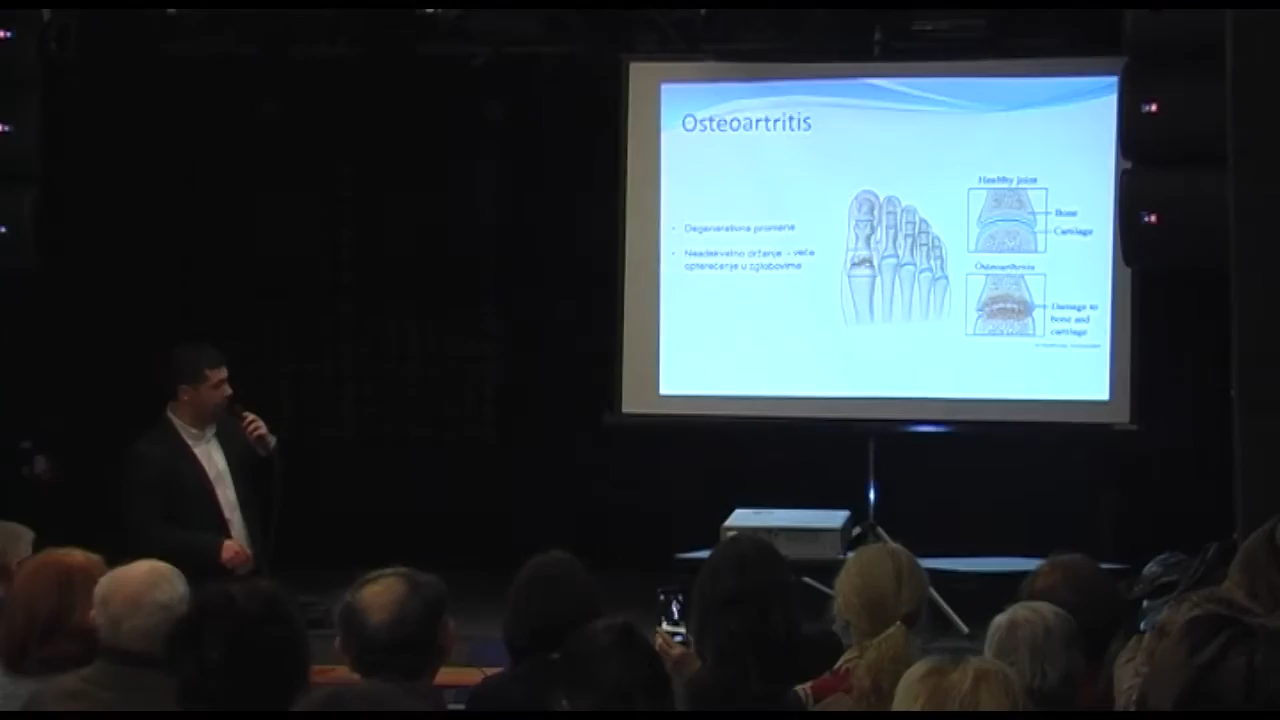 Osteoartritis
Degenerativne promene
Neadekvatno držanje - veće
opterećenje u zglobovima
Healthy joint
Bone
Cartilage
Osteoarthritis
Damage to
bone and
cartilage